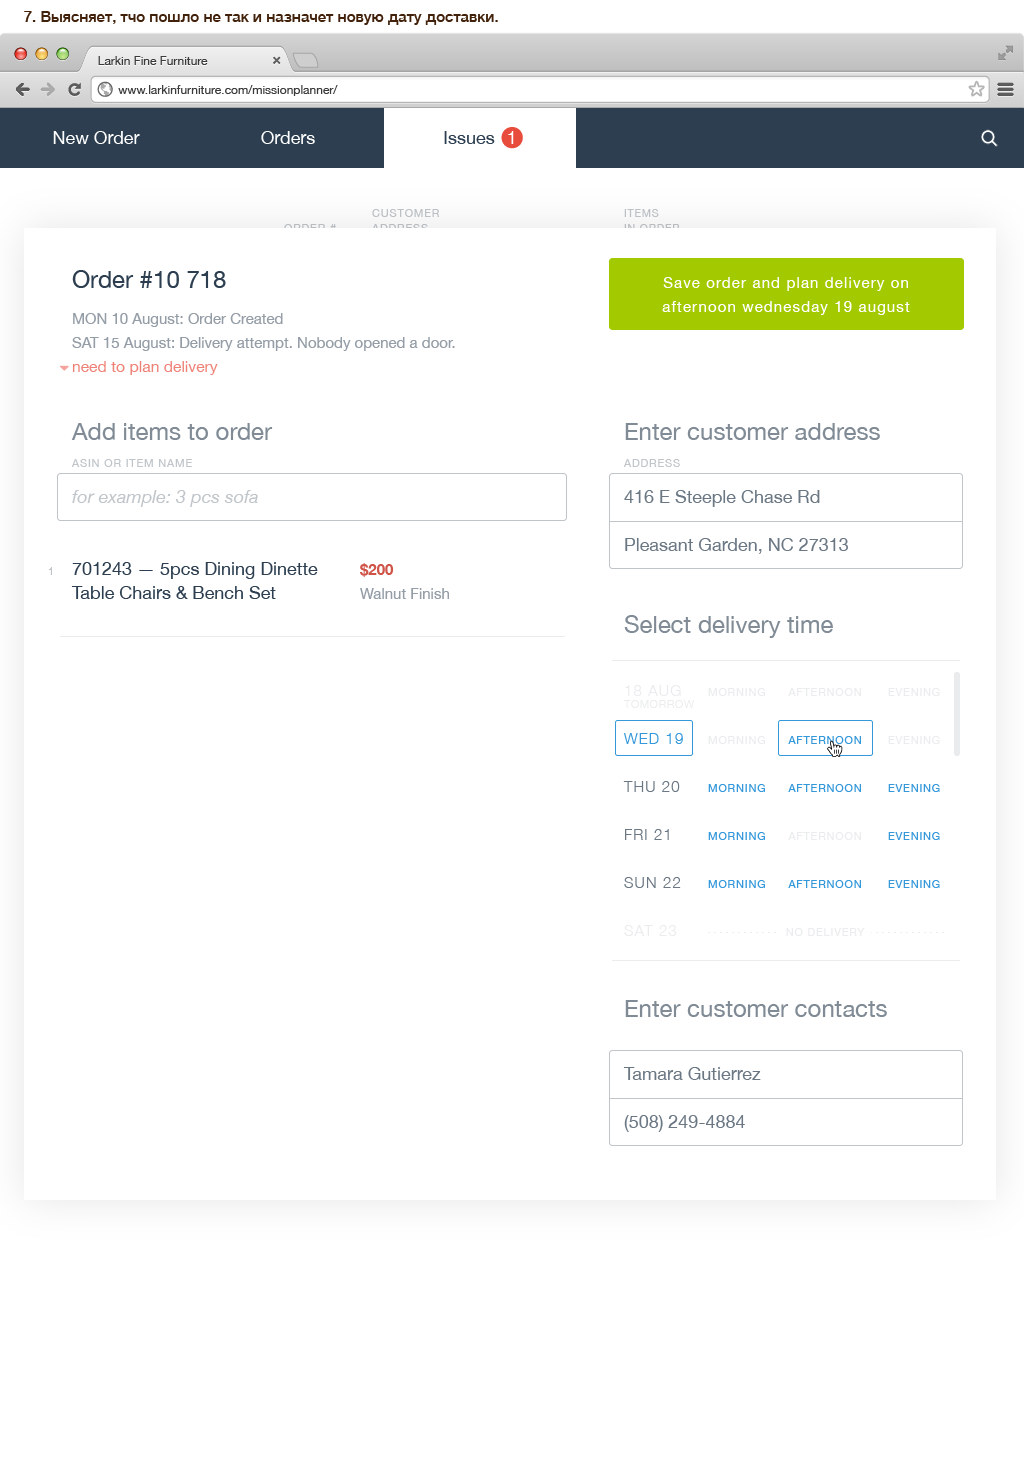 7. Выясняет, тчо пошло не так и назначет новую дату доставки.
Larkin Fine Furniture
www.larkinfurniture.com/missionplanner/
New Order
Orders
Issues 1
CUSTOMER
ITEMS
ORDER #
ADDRESS
IN ORDER
Order #10 718
MON 10 August: Order Created
SAT 15 August: Delivery attempt. Nobody opened a door.
need to plan delivery
Save order and plan delivery on
afternoon wednesday 19 august
Add items to order
ASIN OR ITEM NAME
for example: 3 pcs sofa
1
701243 — 5pcs Dining Dinette
Table Chairs & Bench Set
$200
Walnut Finish
Enter customer address
ADDRESS
416 E Steeple Chase Rd
Pleasant Garden, NC 27313
Select delivery time
18 AUG MORNING AFTERNOON EVENING
TOMORROW
WED 19 MORNING AFTERNOON EVENING
THU 20 MORNING AFTERNOON EVENING
FRI 21 MORNING AFTERNOON EVENING
SUN 22 MORNING AFTERNOON EVENING
SAT 23 NO DELIVERY
Enter customer contacts
Tamara Gutierrez
(508) 249-4884